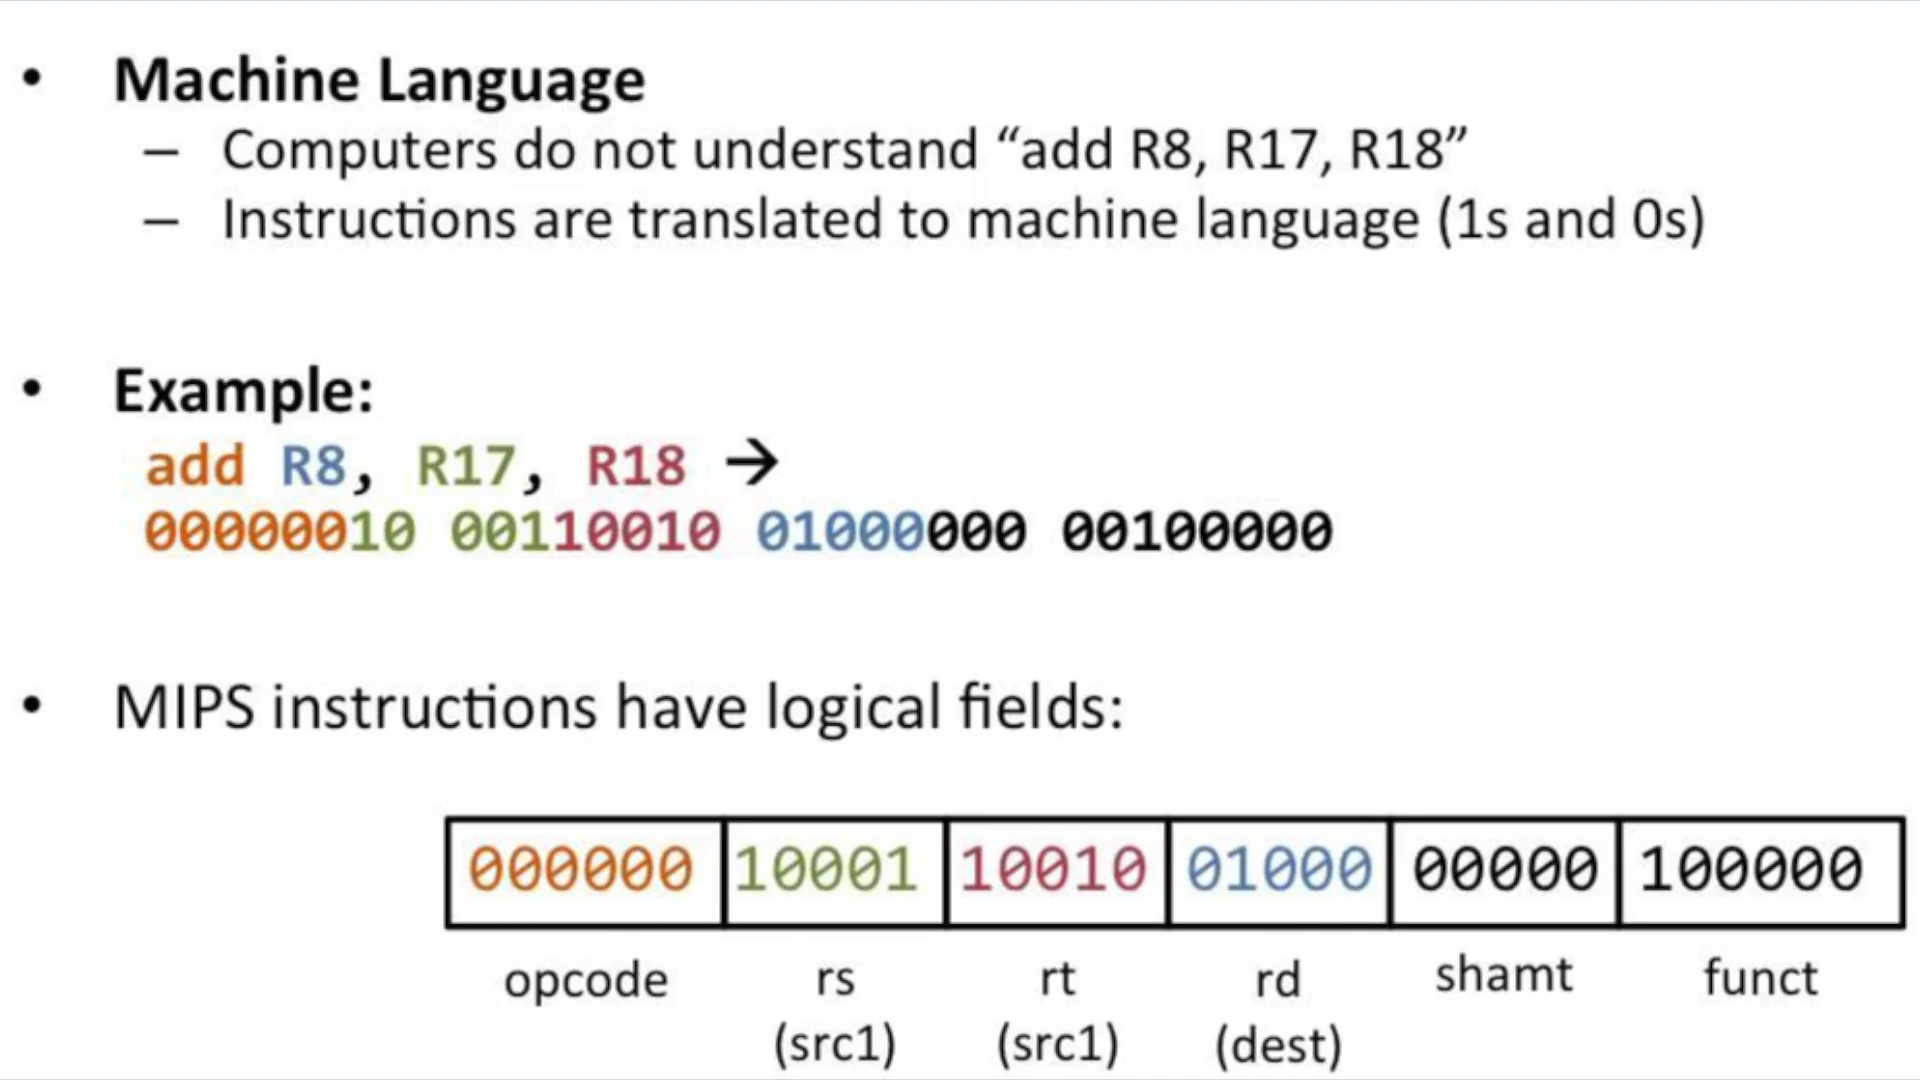 • Machine Language
– Computers do not understand “add R8, R17, R18”
– Instructions are translated to machine language (1s and 0s)
• Example:
add R8, R17, R18 →
00000010 00110010 01000000 00100000
• MIPS instructions have logical fields:
000000 10001 10010 01000 00000 100000
opcode rs rt rd shamt funct
(src1) (src1) (dest)